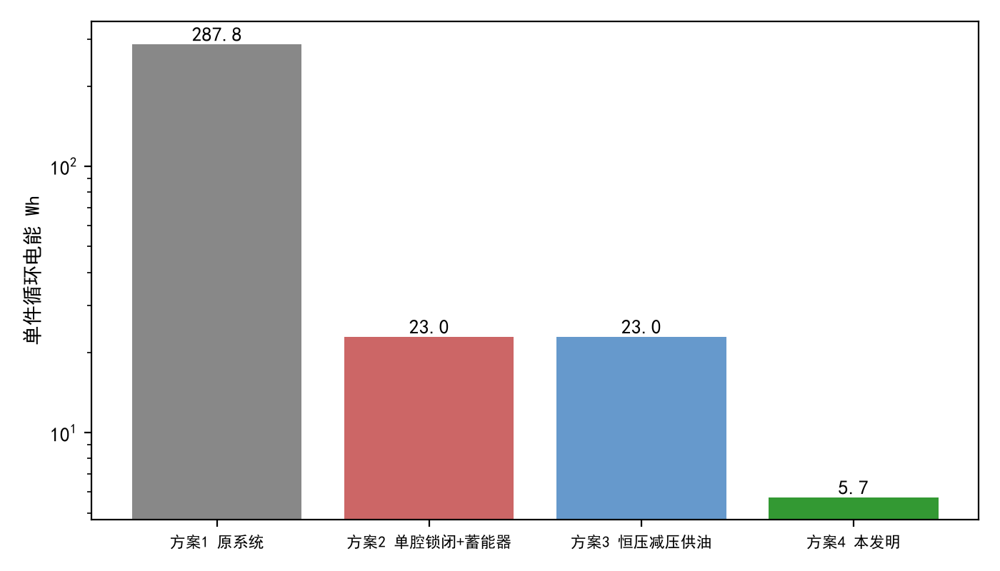 287.8
10²
23.0
23.0
10¹
5.7
单件循环电能 Wh
方案1 原系统
方案2 单腔锁闭+蓄能器
方案3 恒压减压供油
方案4 本发明